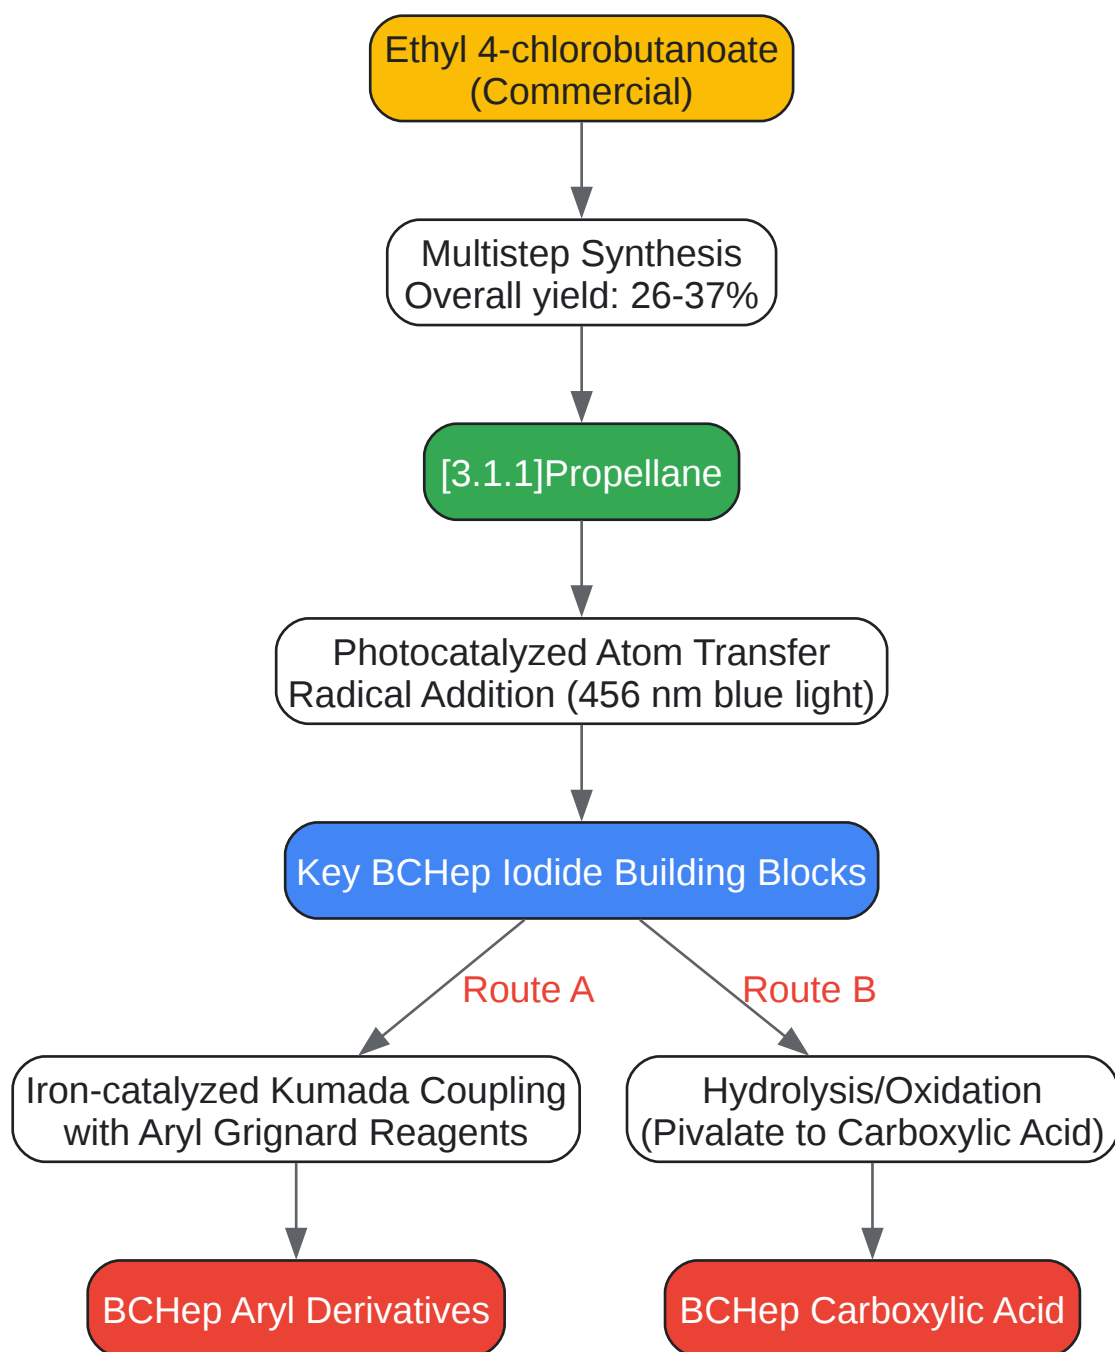 Ethyl 4-chlorobutanoate
(Commercial)
Multistep Synthesis
Overall yield: 26-37%
[3.1.1]Propellane
Photocatalyzed Atom Transfer
Radical Addition (456 nm blue light)
Key BCHep Iodide Building Blocks
Route A
Route B
Iron-catalyzed Kumada Coupling
with Aryl Grignard Reagents
Hydrolysis/Oxidation
(Pivalate to Carboxylic Acid)
BCHep Aryl Derivatives
BCHep Carboxylic Acid